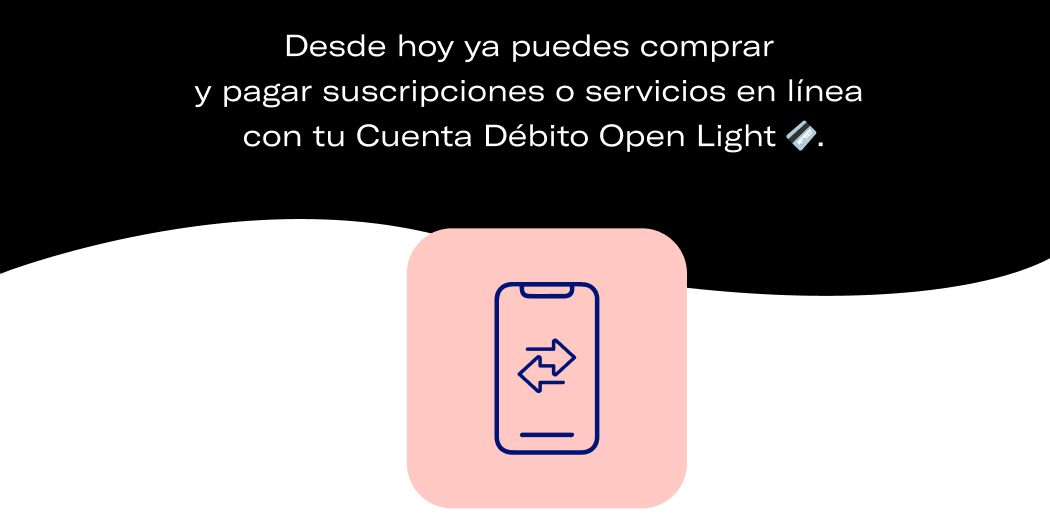 Desde hoy ya puedes comprar
y pagar suscripciones o servicios en línea
con tu Cuenta Débito Open Light 💳.